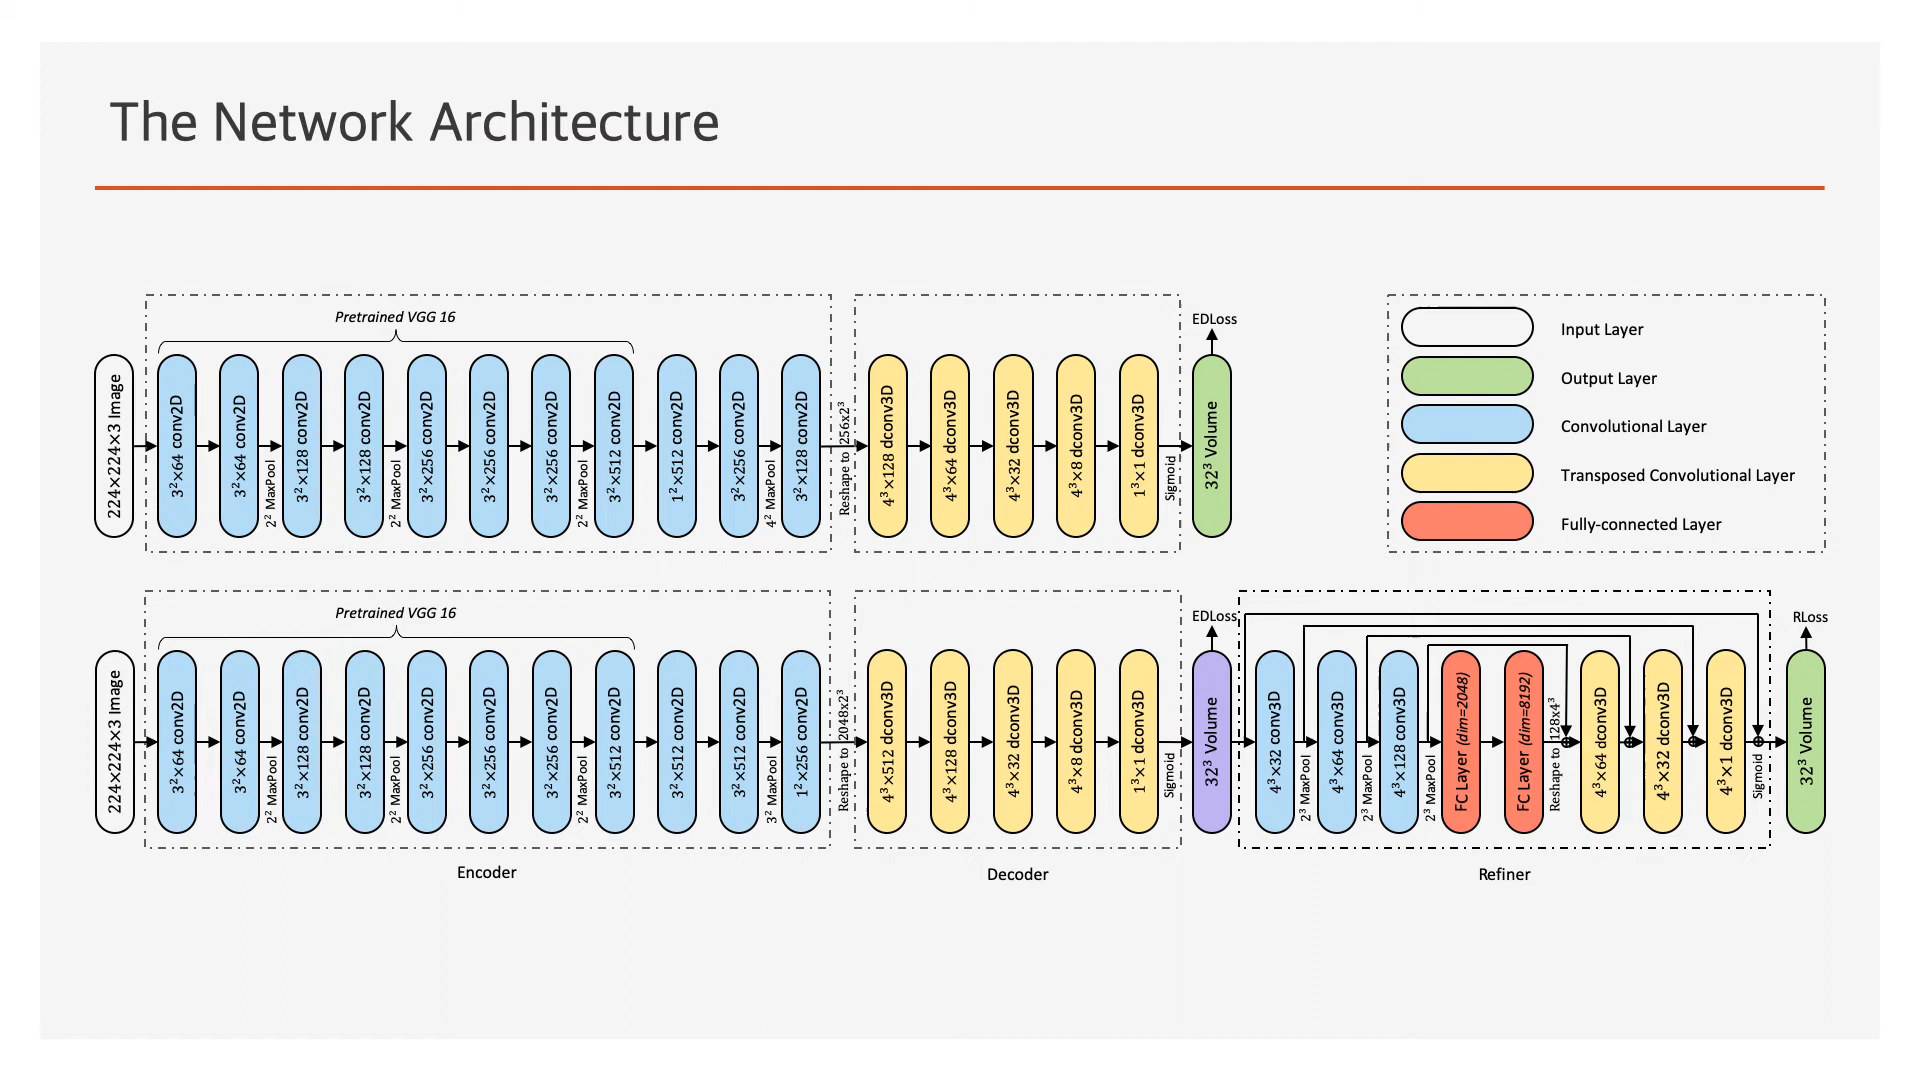 The Network Architecture
Pretrained VGG 16
EDLoss
224×224×3 Image
3²×64 conv2D
3²×64 conv2D
2² MaxPool
3²×128 conv2D
3²×128 conv2D
2² MaxPool
3²×256 conv2D
3²×256 conv2D
3²×256 conv2D
2² MaxPool
3²×512 conv2D
1²×512 conv2D
3²×256 conv2D
4² MaxPool
3²×128 conv2D
Reshape to 256x2³
4³×128 dconv3D
4³×64 dconv3D
4³×32 dconv3D
4³×8 dconv3D
1³×1 dconv3D
Sigmoid
32³ Volume
Input Layer
Output Layer
Convolutional Layer
Transposed Convolutional Layer
Fully-connected Layer
Pretrained VGG 16
EDLoss
RLoss
224×224×3 Image
3²×64 conv2D
3²×64 conv2D
2² MaxPool
3²×128 conv2D
3²×128 conv2D
2² MaxPool
3²×256 conv2D
3²×256 conv2D
3²×256 conv2D
2² MaxPool
3²×512 conv2D
3²×512 conv2D
3²×512 conv2D
3² MaxPool
1²×256 conv2D
Reshape to 2048x2³
4³×512 dconv3D
4³×128 dconv3D
4³×32 dconv3D
4³×8 dconv3D
1³×1 dconv3D
Sigmoid
32³ Volume
4³×32 conv3D
2³ MaxPool
4³×64 conv3D
2³ MaxPool
4³×128 conv3D
2³ MaxPool
FC Layer (dim=2048)
FC Layer (dim=8192)
Reshape to 128x4³
4³×64 dconv3D
4³×32 dconv3D
4³×1 dconv3D
Sigmoid
32³ Volume
Encoder
Decoder
Refiner